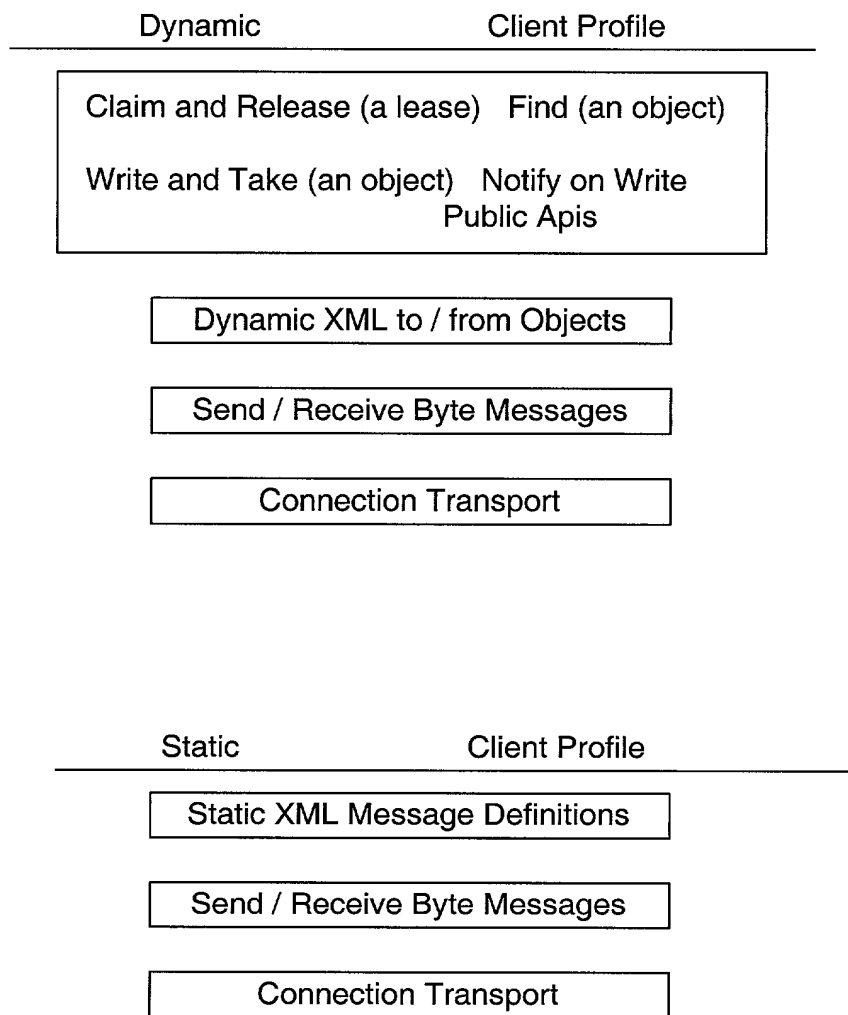 Dynamic Client Profile
Claim and Release (a lease) Find (an object)
Write and Take (an object) Notify on Write
Public Apis
Dynamic XML to / from Objects
Send / Receive Byte Messages
Connection Transport
Static Client Profile
Static XML Message Definitions
Send / Receive Byte Messages
Connection Transport